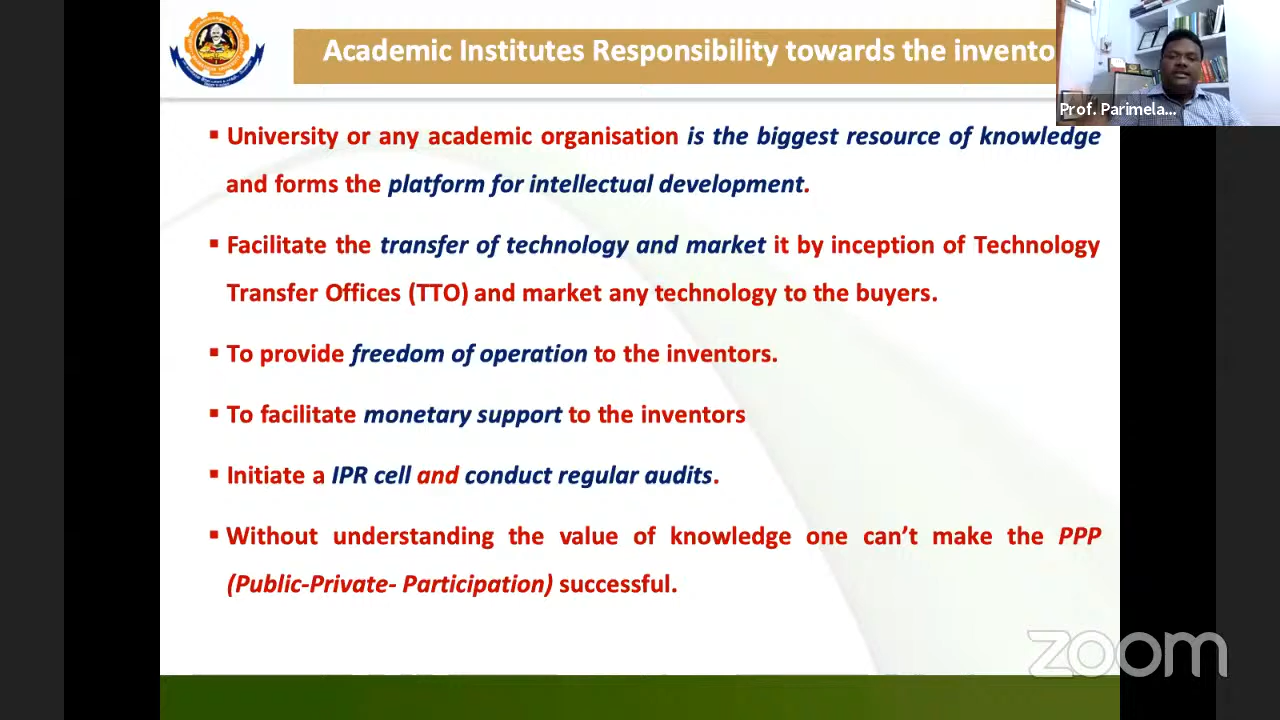 Academic Institutes Responsibility towards the invento
Prof. Parimela...
▪ University or any academic organisation is the biggest resource of knowledge
and forms the platform for intellectual development.
▪ Facilitate the transfer of technology and market it by inception of Technology
Transfer Offices (TTO) and market any technology to the buyers.
▪ To provide freedom of operation to the inventors.
▪ To facilitate monetary support to the inventors
▪ Initiate a IPR cell and conduct regular audits.
▪ Without understanding the value of knowledge one can’t make the PPP
(Public-Private- Participation) successful.
zoom